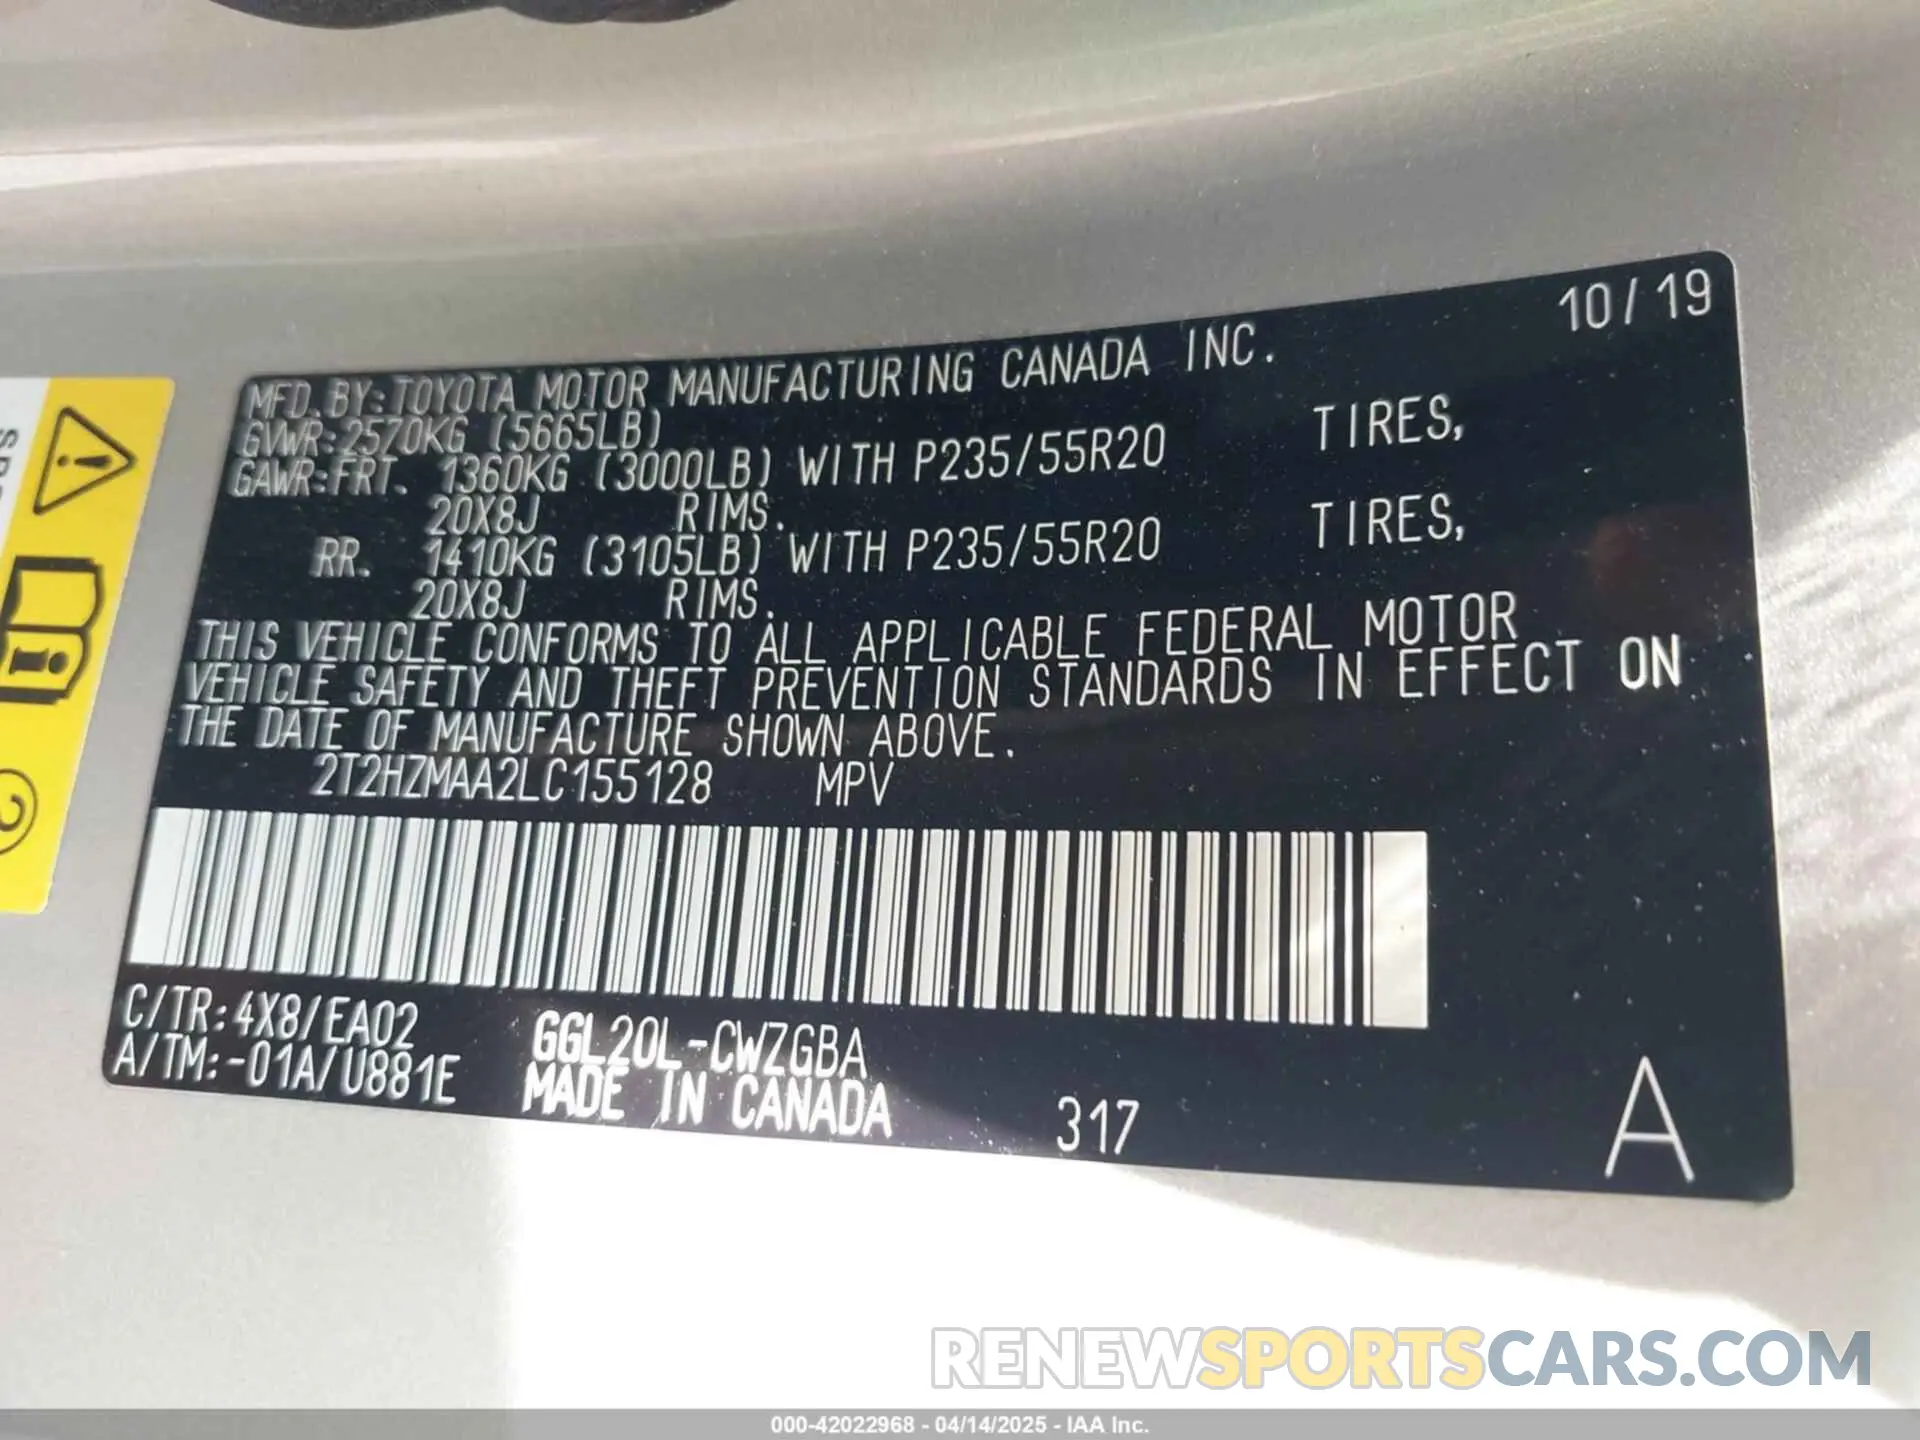 10/19
MFD. BY: TOYOTA MOTOR MANUFACTURING CANADA INC.
GVWR: 2570KG (5665LB)
GAWR: FRT. 1360KG (3000LB) WITH P235/55R20 TIRES,
20X8J RIMS.
RR. 1410KG (3105LB) WITH P235/55R20 TIRES,
20X8J RIMS.
THIS VEHICLE CONFORMS TO ALL APPLICABLE FEDERAL MOTOR
VEHICLE SAFETY AND THEFT PREVENTION STANDARDS IN EFFECT ON
THE DATE OF MANUFACTURE SHOWN ABOVE.
2T2HZMAA2LC155128 MPV
C/TR: 4X8/EA02
A/TM: -01A/U881E
GGL20L-CWZGBA
MADE IN CANADA
317
A
2
RENEWSPORTSCARS.COM
000-42022968 - 04/14/2025 - IAA Inc.